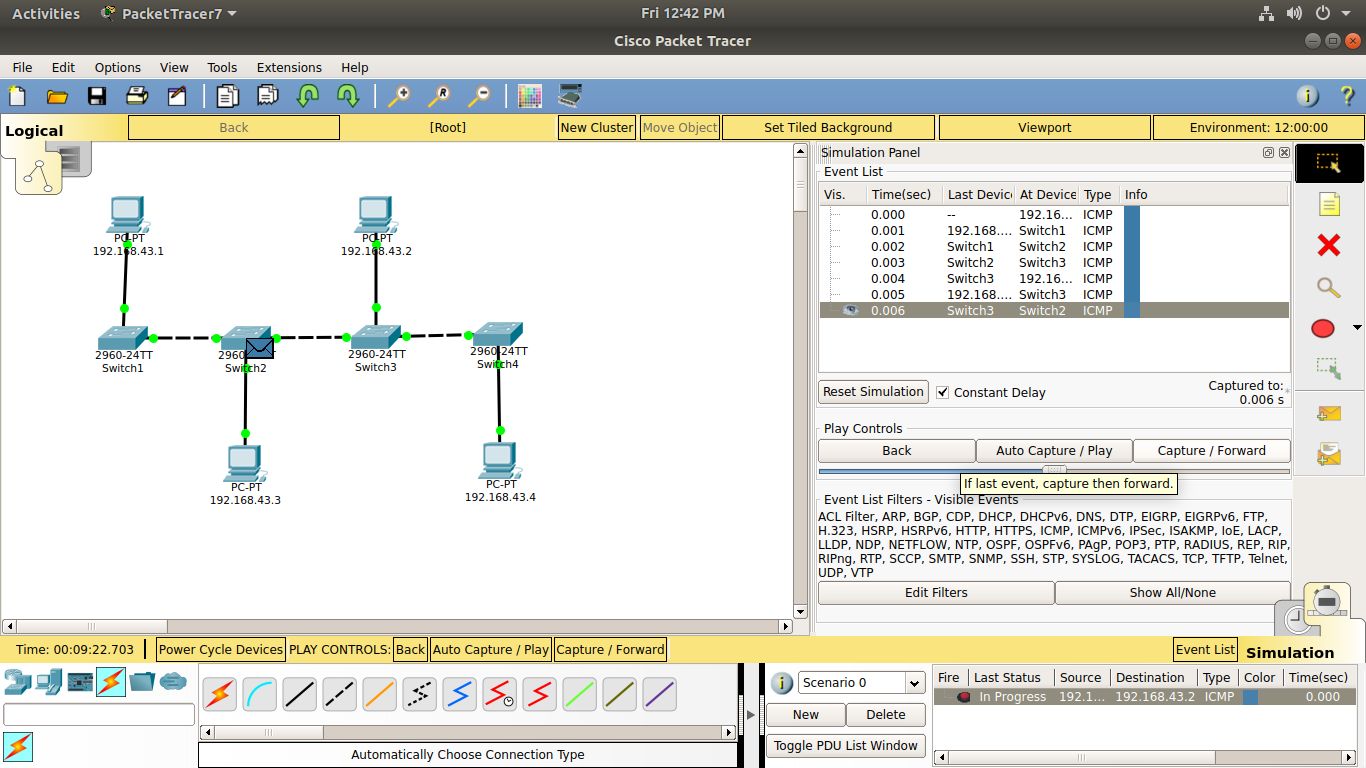 Activities PacketTracer7 Fri 12:42 PM
Cisco Packet Tracer
File Edit Options View Tools Extensions Help
Logical Back [Root] New Cluster Move Object Set Tiled Background Viewport Environment: 12:00:00
PC-PT
192.168.43.1
PC-PT
192.168.43.2
2960-24TT
Switch1
2960
Switch2
2960-24TT
Switch3
2960-24TT
Switch4
PC-PT
192.168.43.3
PC-PT
192.168.43.4
Simulation Panel
Event List
Vis. Time(sec) Last Devic At Device Type Info
0.000 -- 192.16... ICMP
0.001 192.168.... Switch1 ICMP
0.002 Switch1 Switch2 ICMP
0.003 Switch2 Switch3 ICMP
0.004 Switch3 192.16... ICMP
0.005 192.168.... Switch3 ICMP
0.006 Switch3 Switch2 ICMP
Reset Simulation Constant Delay Captured to:
0.006 s
Play Controls
Back Auto Capture / Play Capture / Forward
If last event, capture then forward.
Event List Filters - Visible Events
ACL Filter, ARP, BGP, CDP, DHCP, DHCPv6, DNS, DTP, EIGRP, EIGRPv6, FTP,
H.323, HSRP, HSRPv6, HTTP, HTTPS, ICMP, ICMPv6, IPSec, ISAKMP, IoE, LACP,
LLDP, NDP, NETFLOW, NTP, OSPF, OSPFv6, PAgP, POP3, PTP, RADIUS, REP, RIP,
RIPng, RTP, SCCP, SMTP, SNMP, SSH, STP, SYSLOG, TACACS, TCP, TFTP, Telnet,
UDP, VTP
Edit Filters Show All/None
Time: 00:09:22.703 Power Cycle Devices PLAY CONTROLS: Back Auto Capture / Play Capture / Forward Event List Simulation
Scenario 0
New Delete
Toggle PDU List Window
Automatically Choose Connection Type
Fire Last Status Source Destination Type Color Time(sec)
In Progress 192.1... 192.168.43.2 ICMP 0.000